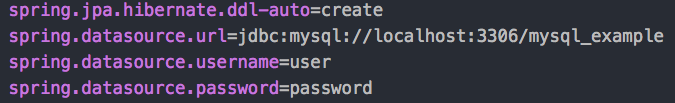 spring.jpa.hibernate.ddl-auto=create
spring.datasource.url=jdbc:mysql://localhost:3306/mysql_example
spring.datasource.username=user
spring.datasource.password=password